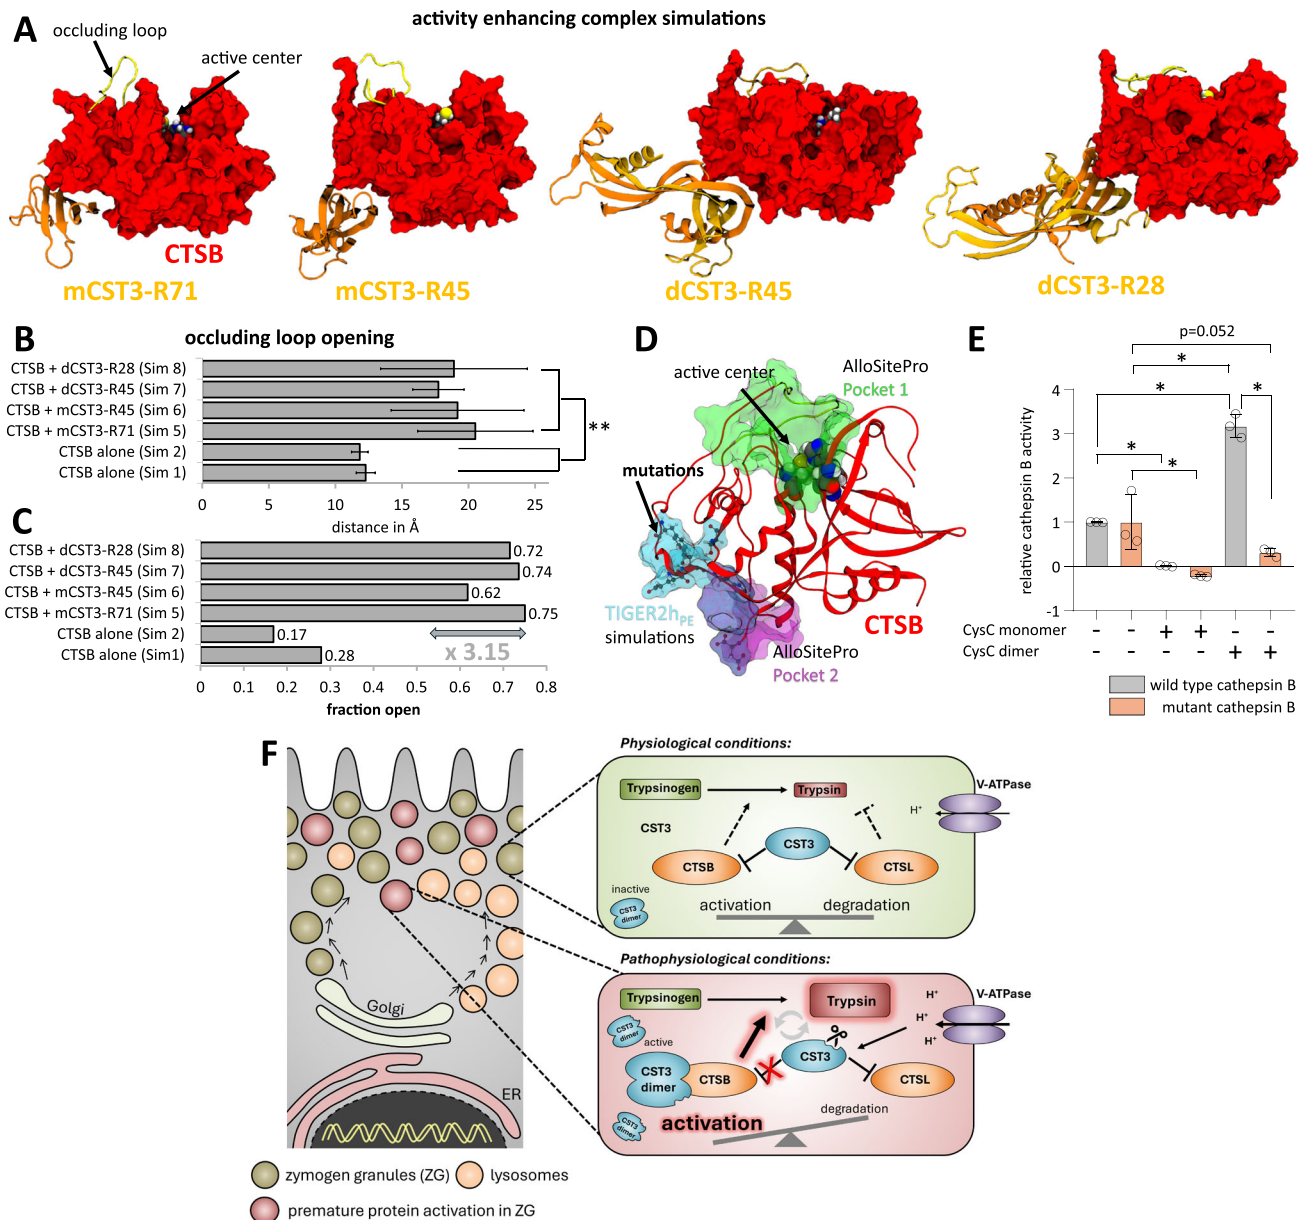 A
activity enhancing complex simulations
occluding loop
active center
CTSB
mCST3-R71
mCST3-R45
dCST3-R45
dCST3-R28
B
occluding loop opening
CTSB + dCST3-R28 (Sim 8)
CTSB + dCST3-R45 (Sim 7)
CTSB + mCST3-R45 (Sim 6)
CTSB + mCST3-R71 (Sim 5)
CTSB alone (Sim 2)
CTSB alone (Sim 1)
**
0 5 10 15 20 25
distance in Å
C
CTSB + dCST3-R28 (Sim 8)
CTSB + dCST3-R45 (Sim 7)
CTSB + mCST3-R45 (Sim 6)
CTSB + mCST3-R71 (Sim 5)
CTSB alone (Sim 2)
CTSB alone (Sim1)
0.72
0.74
0.62
0.75
0.17
0.28
x 3.15
0 0.1 0.2 0.3 0.4 0.5 0.6 0.7 0.8
fraction open
D
active center
AlloSitePro
Pocket 1
mutations
TIGER2hPE
simulations
CTSB
AlloSitePro
Pocket 2
E
p=0.052
*
* *
* *
relative cathepsin B activity
4
3
2
1
0
-1
CysC monomer - - + + - -
CysC dimer - - - - + +
wild type cathepsin B
mutant cathepsin B
F
Golgi
ER
zymogen granules (ZG)
lysosomes
premature protein activation in ZG
Physiological conditions:
Trypsinogen
Trypsin
V-ATPase
H+
CST3
CST3
CTSB
CTSL
inactive
CST3
dimer
activation
degradation
Pathophysiological conditions:
Trypsinogen
Trypsin
V-ATPase
H+
H+
H+
CST3
dimer
active
CST3
CST3
dimer
CTSB
CTSL
CST3
dimer
activation
degradation